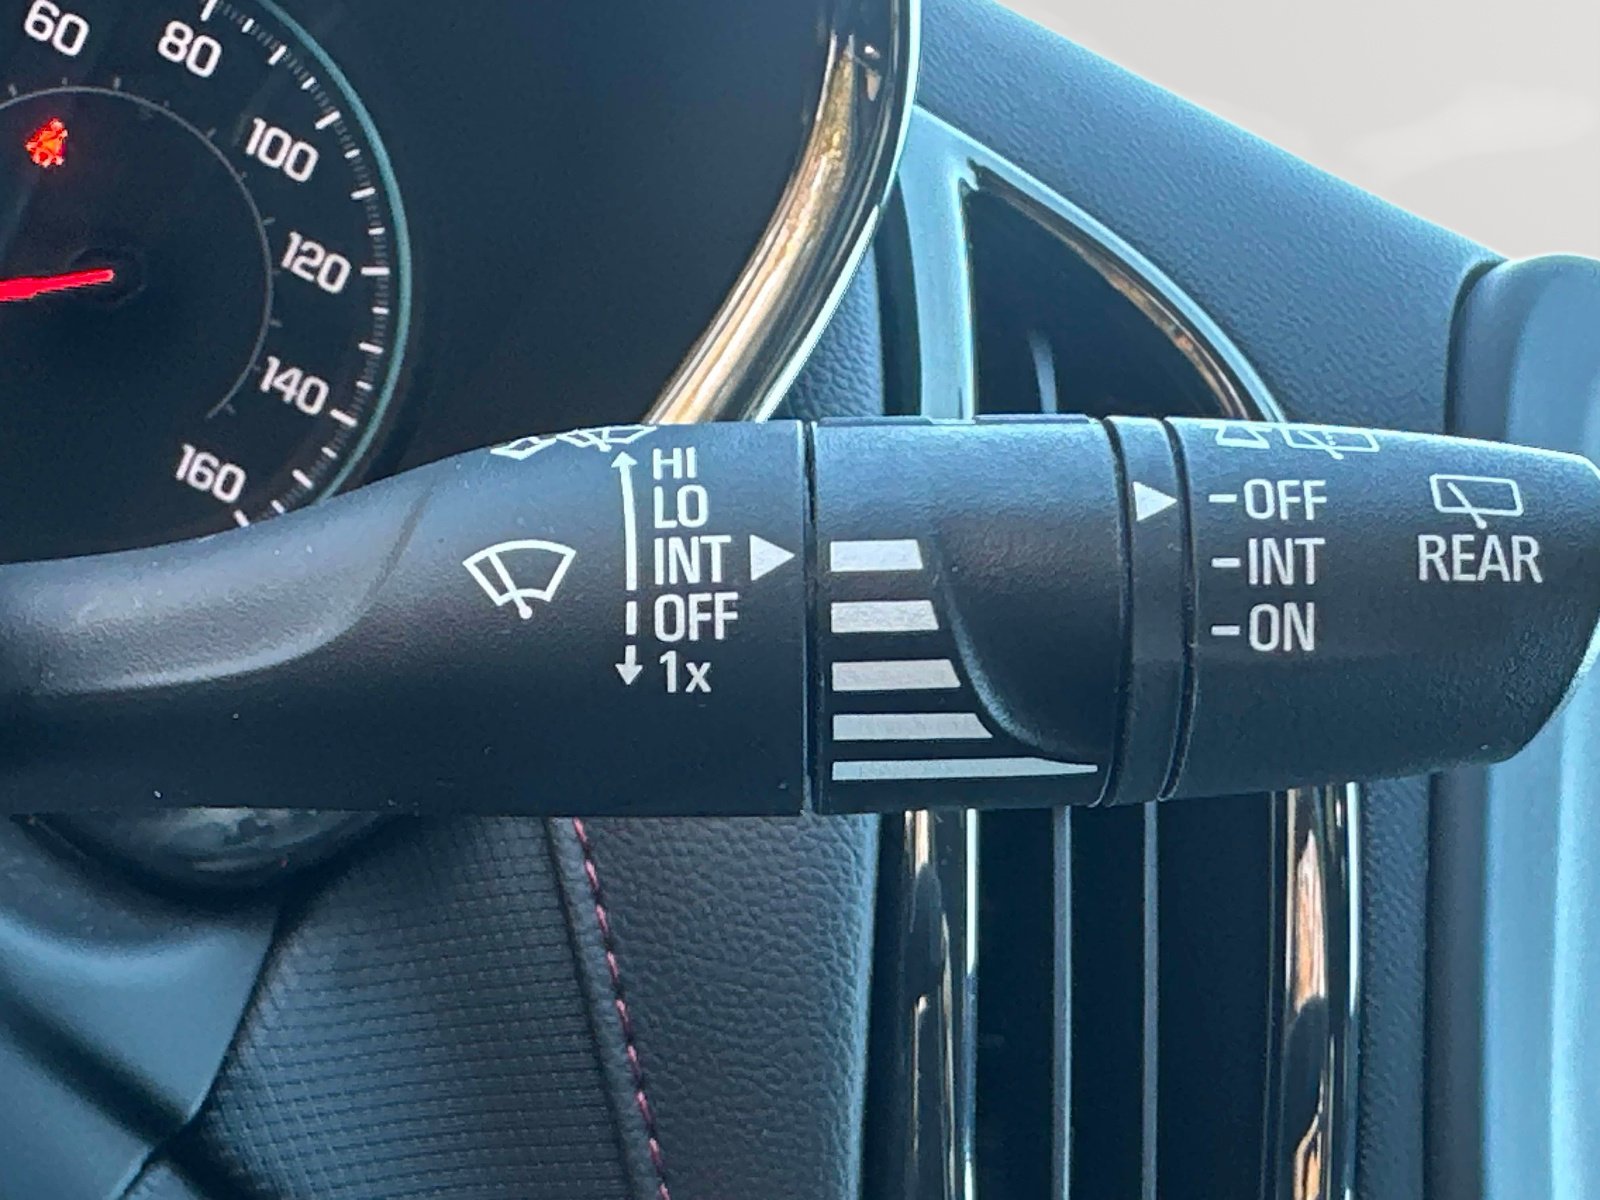 60
80
100
120
140
160
HI
LO
INT
OFF
1x
-OFF
-INT
-ON
REAR